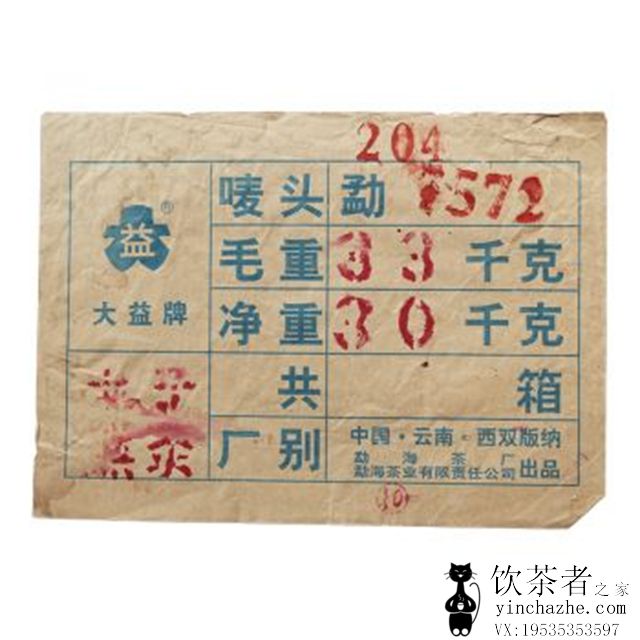 204
益®
大益牌
唛头 勐 7572
毛重 33 千克
净重 30 千克
共 箱
厂别 中国·云南·西双版纳
勐海茶厂
勐海茶业有限责任公司 出品
10
饮茶者之家
yinchazhe.com
VX:19535353597